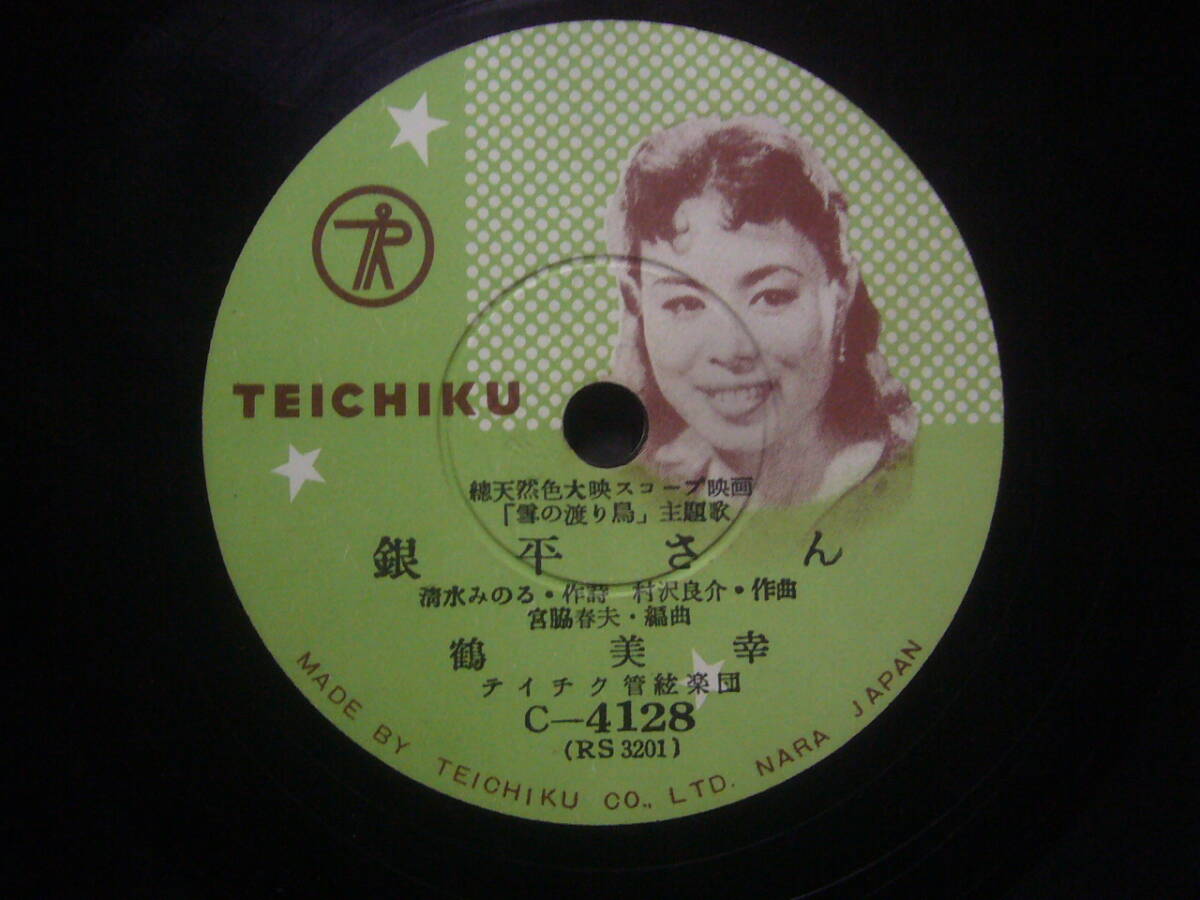 TEICHIKU
總天然色大映スコープ映画
「雪の渡り鳥」主題歌
銀平さん
清水みのる・作詩 村沢良介・作曲
宮脇春夫・編曲
鶴美幸
テイチク管絃楽団
C-4128
(RS 3201)
MADE BY TEICHIKU CO., LTD. NARA JAPAN